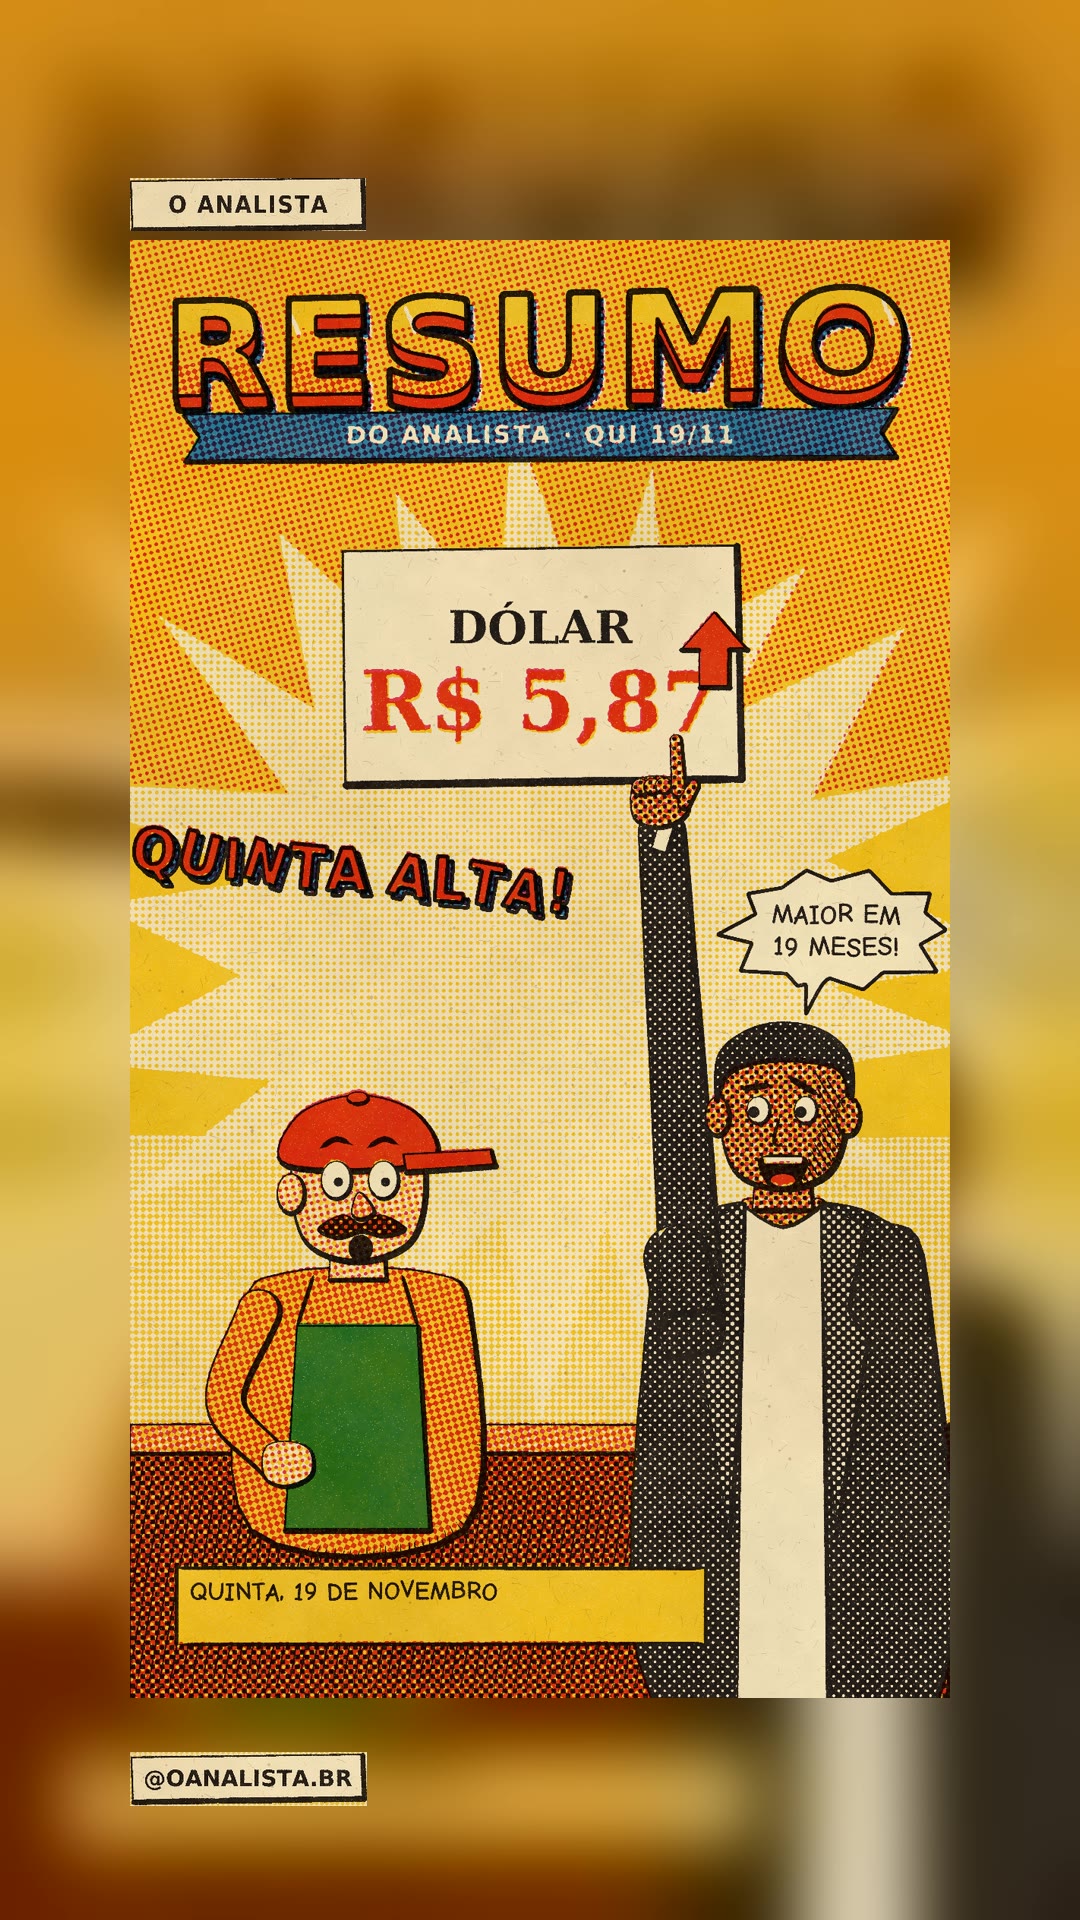 O ANALISTA
RESUMO
DO ANALISTA · QUI 19/11
DÓLAR
R$ 5,87
QUINTA ALTA!
MAIOR EM
19 MESES!
QUINTA, 19 DE NOVEMBRO
@OANALISTA.BR